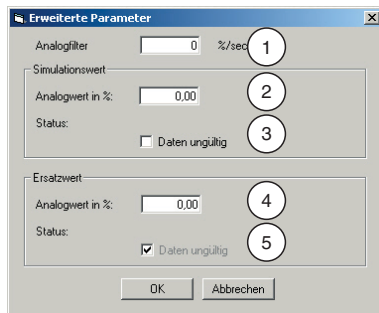 Erweiterte Parameter
Analogfilter 0 %/sec 1
Simulationswert
Analogwert in %: 0,00 2
Status: 3
Daten ungültig
Ersatzwert
Analogwert in %: 0,00 4
Status: 5
Daten ungültig
OK Abbrechen